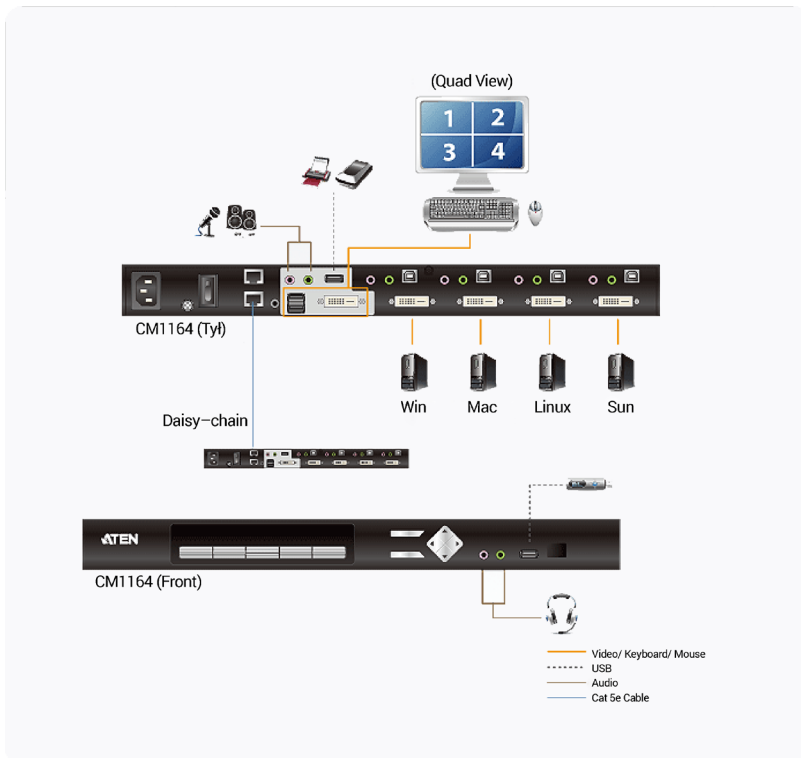 (Quad View)
1 2
3 4
CM1164 (Tył)
Win Mac Linux Sun
Daisy-chain
ATEN
CM1164 (Front)
Video/ Keyboard/ Mouse
USB
Audio
Cat 5e Cable